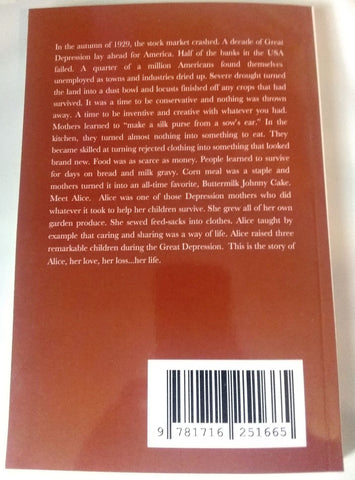 In the autumn of 1929, the stock market crashed. A decade of Great
Depression lay ahead for America. Half of the banks in the USA
failed. A quarter of a million Americans found themselves
unemployed as towns and industries dried up. Severe drought turned
the land into a dust bowl and locusts finished off any crops that had
survived. It was a time to be conservative and nothing was thrown
away. A time to be inventive and creative with whatever you had.
Mothers learned to "make a silk purse from a sow's ear." In the
kitchen, they turned almost nothing into something to eat. They
became skilled at turning rejected clothing into something that looked
brand new. Food was as scarce as money. People learned to survive
for days on bread and milk gravy. Corn meal was a staple and
mothers turned it into an all-time favorite, Buttermilk Johnny Cake.
Meet Alice. Alice was one of those Depression mothers who did
whatever it took to help her children survive. She grew all of her own
garden produce. She sewed feed-sacks into clothes. Alice taught by
example that caring and sharing was a way of life. Alice raised three
remarkable children during the Great Depression. This is the story of
Alice, her love, her loss...her life.
9 781716 251665